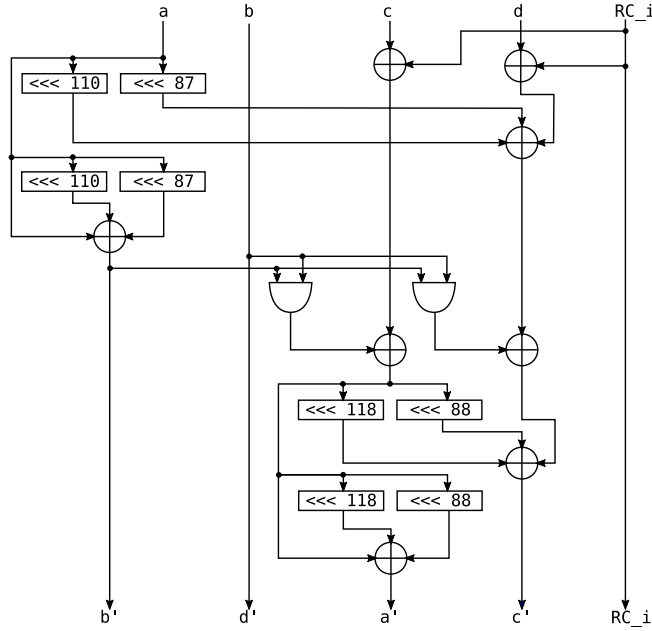 a b c d RC_i
<<< 110 <<< 87
<<< 110 <<< 87
<<< 118 <<< 88
<<< 118 <<< 88
b' d' a' c' RC_i